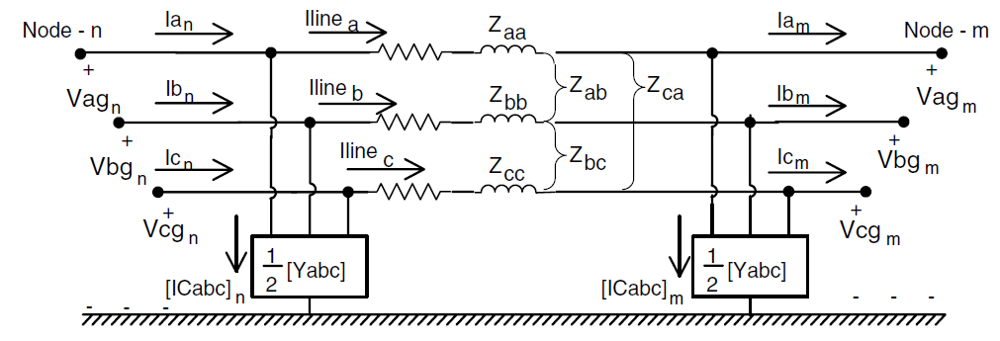 Node - n Ia n Iline a Z aa Ia m Node - m
+ +
Vag n Ib n Iline b Z bb Z ab Z ca Ib m Vag m
+ +
Vbg n Ic n Iline c Z cc Z bc Ic m Vbg m
+ +
Vcg n Vcg m
1/2 [Yabc] 1/2 [Yabc]
[ICabc] n [ICabc] m